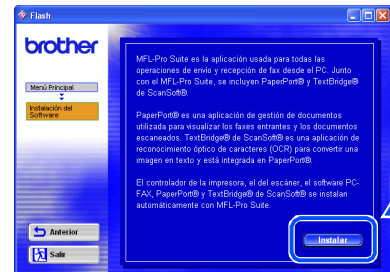 Flash
brother
Menú Principal
Instalación del
Software
MFL-Pro Suite es la aplicación usada para todas las
operaciones de envío y recepción de fax desde el PC. Junto
con el MFL-Pro Suite, se incluyen PaperPort® y TextBridge®
de ScanSoft®.
PaperPort® es una aplicación de gestión de documentos
utilizada para visualizar los faxes entrantes y los documentos
escaneados. TextBridge® de ScanSoft® es una aplicación de
reconocimiento óptico de caracteres (OCR) para convertir una
imagen en texto y está integrada en PaperPort®.
El controlador de la impresora, el del escáner, el software PC-
FAX, PaperPort® y TextBridge® de ScanSoft® se instalan
automáticamente con MFL-Pro Suite.
Anterior
Salir
Instalar